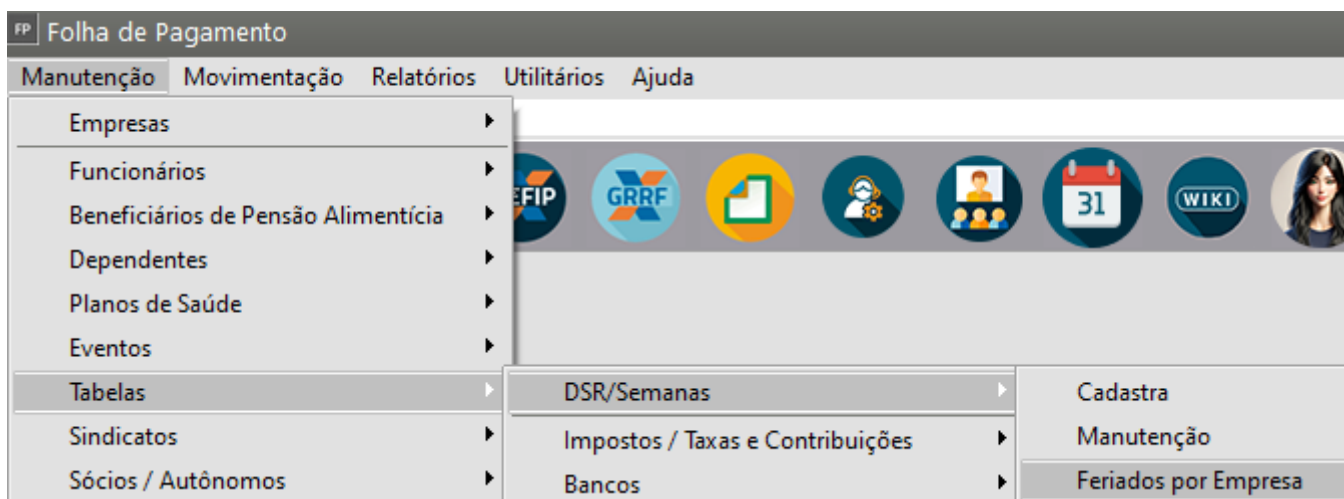 FP Folha de Pagamento
Manutenção Movimentação Relatórios Utilitários Ajuda
Empresas
Funcionários
EFIP GRRF 31 WIKI
Beneficiários de Pensão Alimentícia
Dependentes
Planos de Saúde
Eventos
Tabelas DSR/Semanas Cadastra
Sindicatos Impostos / Taxas e Contribuições Manutenção
Sócios / Autônomos Bancos Feriados por Empresa